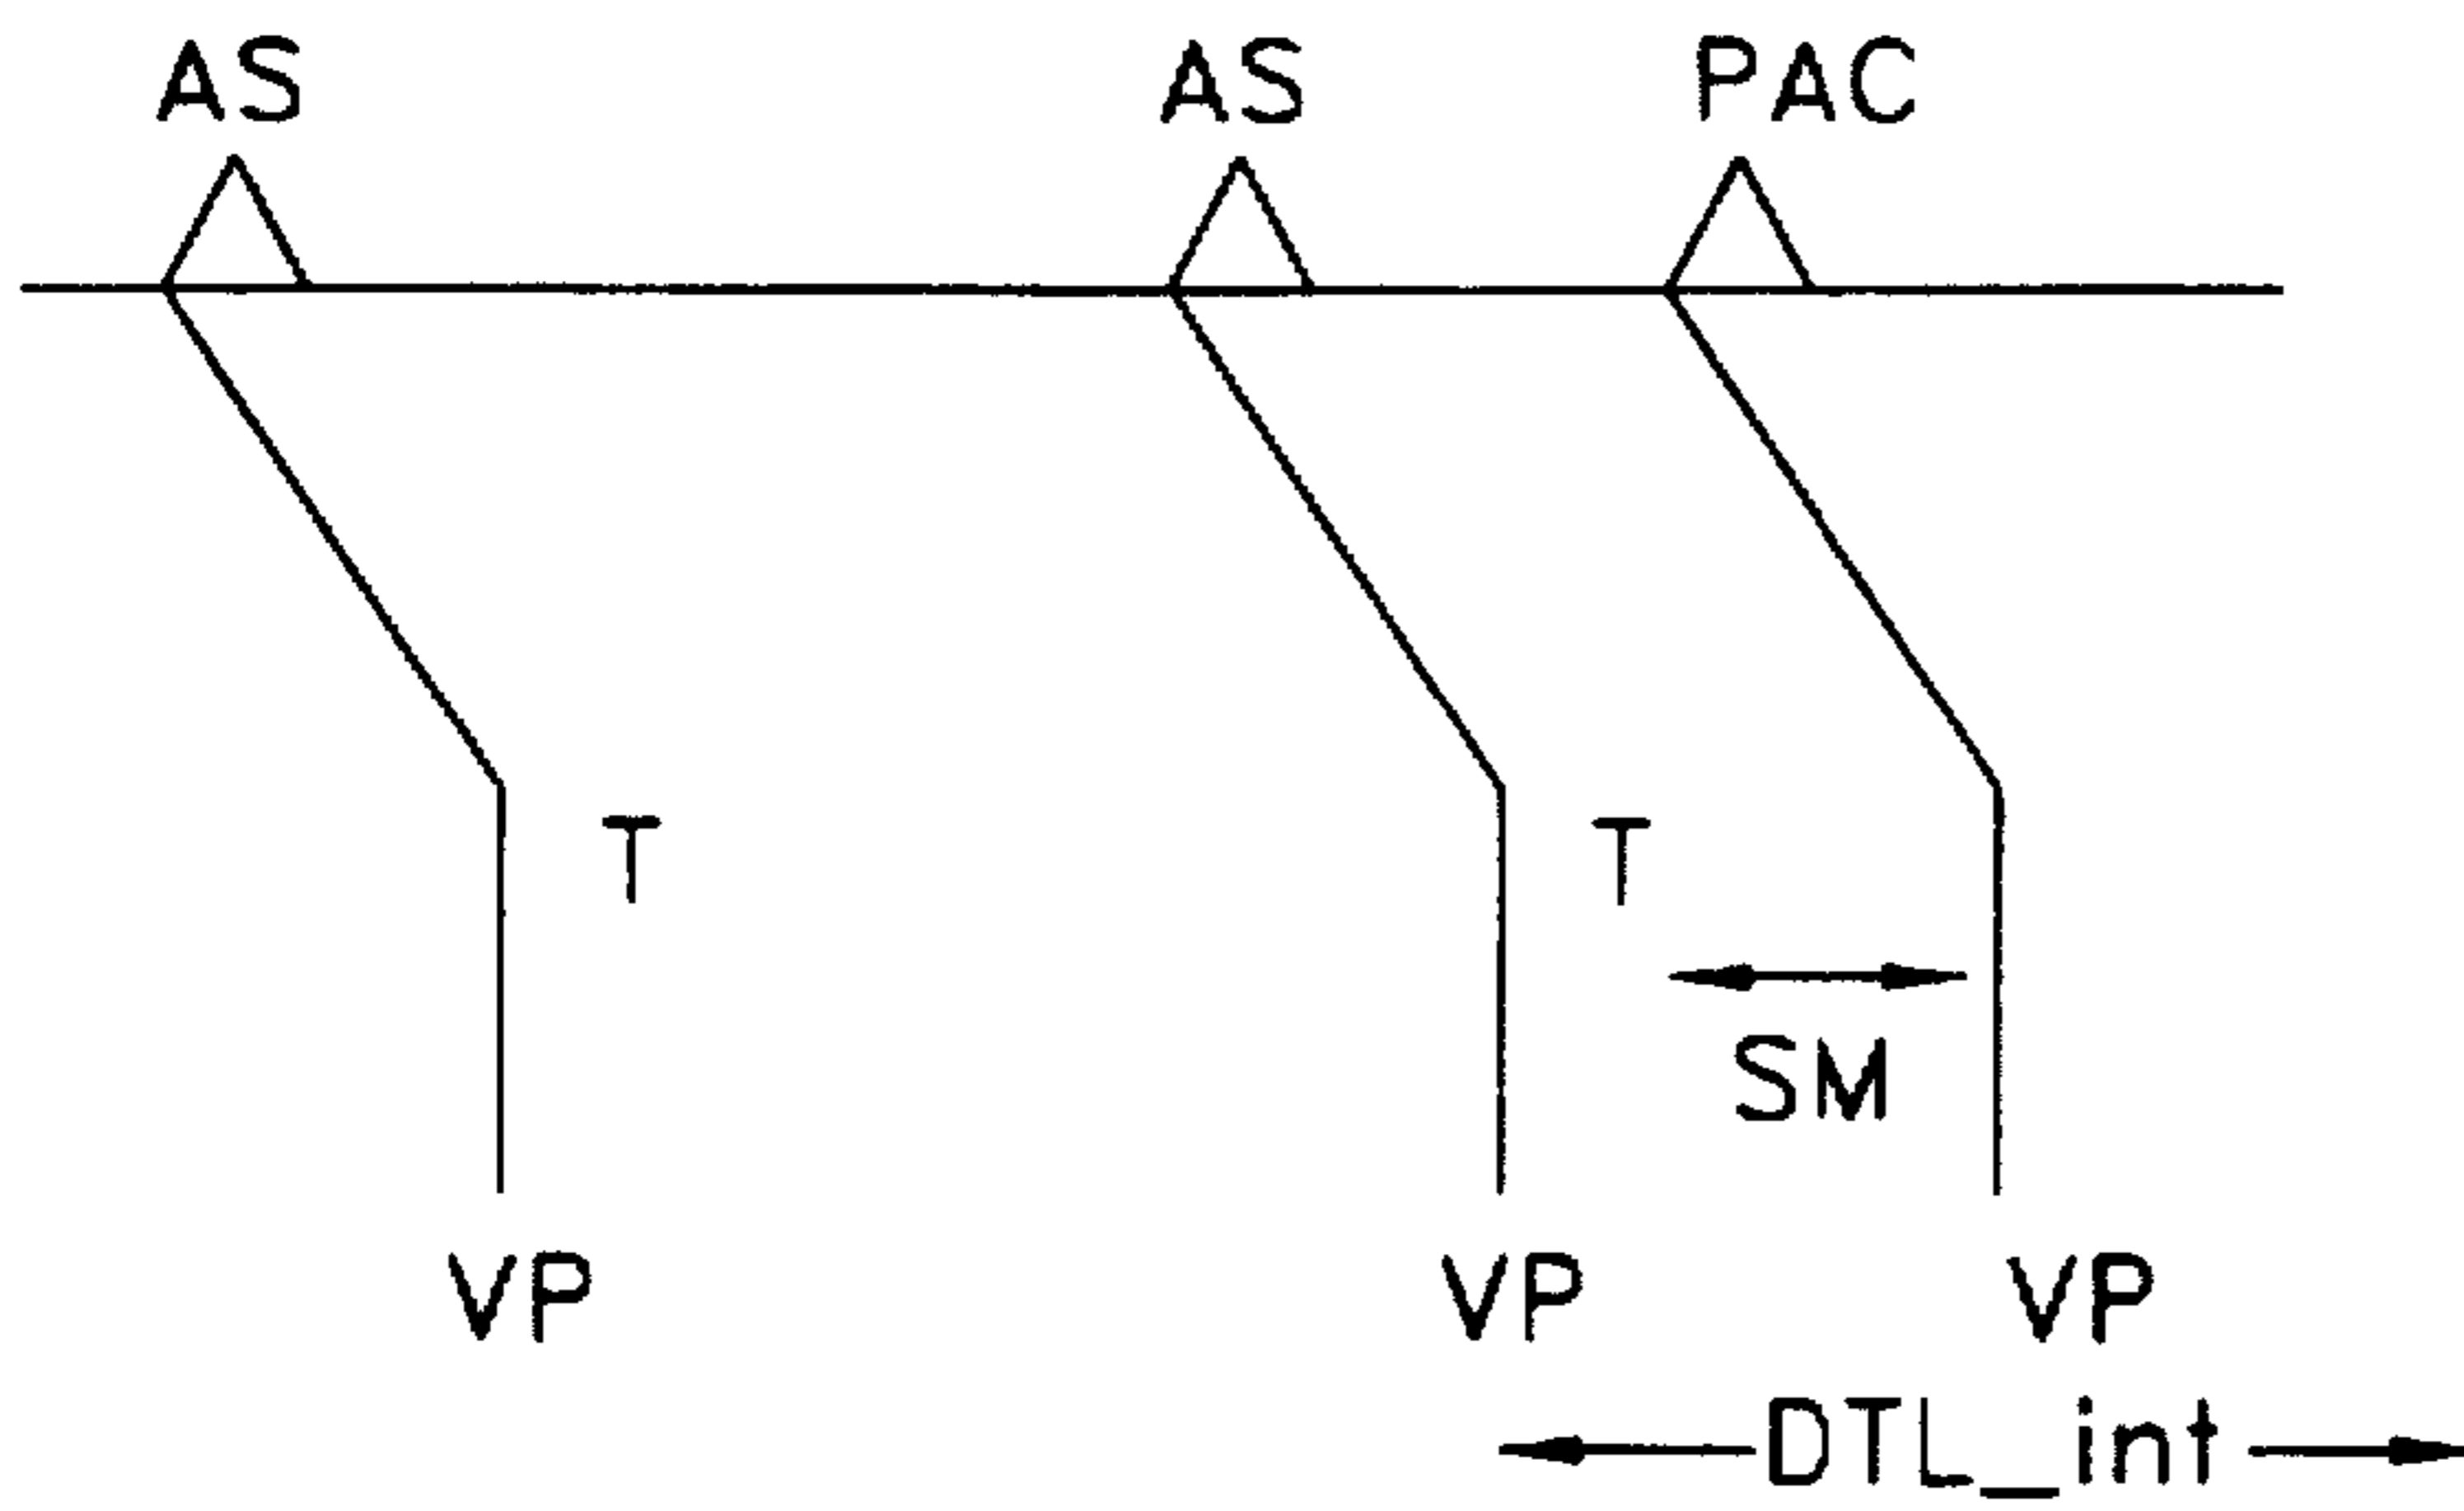 AS AS PAC
T T
SM
VP VP VP
DTL_int